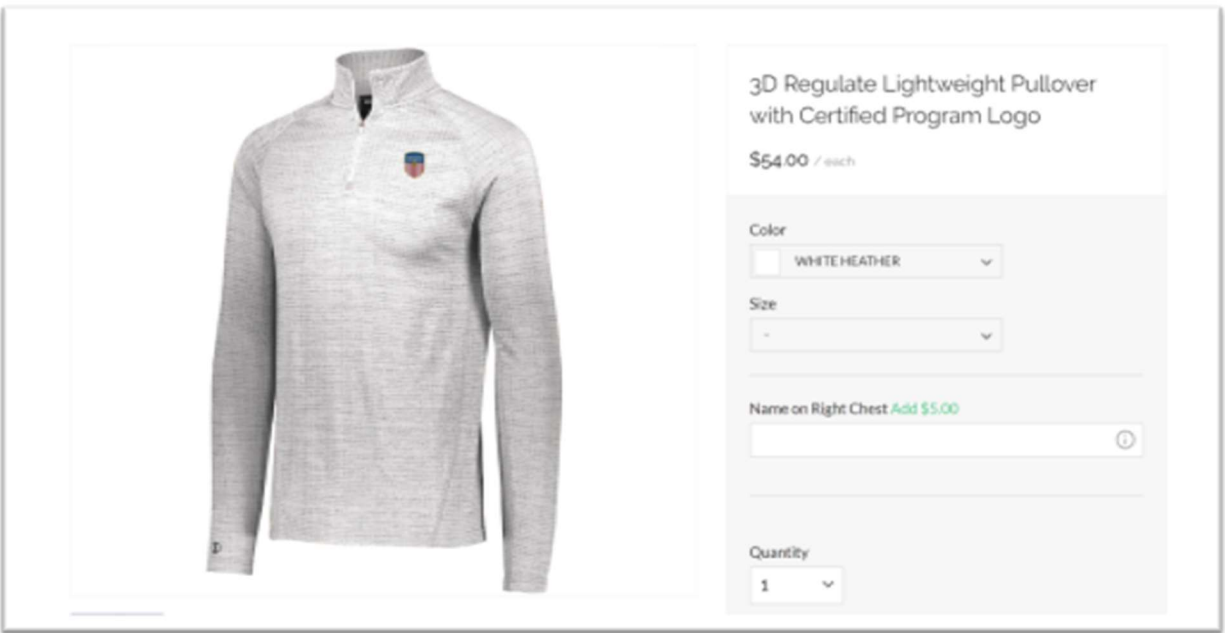 3D Regulate Lightweight Pullover
with Certified Program Logo
$54.00 / each
Color
WHITE HEATHER
Size
-
Name on Right Chest Add $5.00
Quantity
1